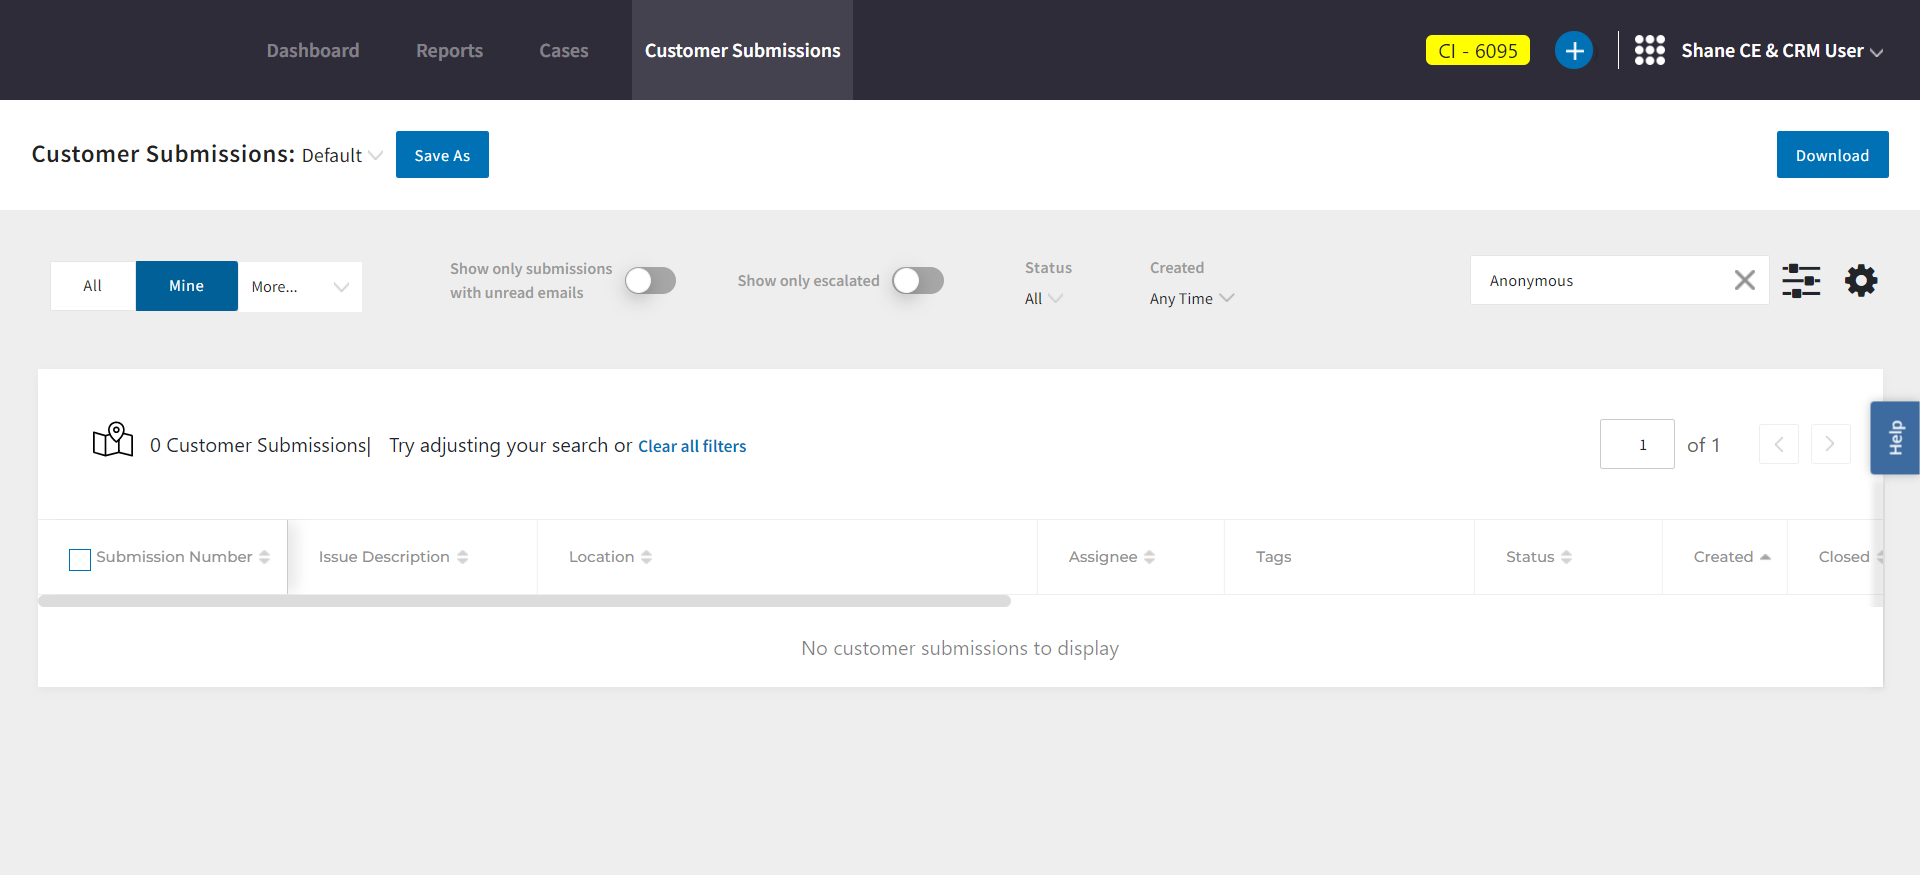 Dashboard Reports Cases Customer Submissions CI - 6095 Shane CE & CRM User
Customer Submissions: Default Save As Download
All Mine More...
Show only submissions
with unread emails
Show only escalated
Status
All
Created
Any Time
Anonymous
0 Customer Submissions| Try adjusting your search or Clear all filters
1 of 1
Help
Submission Number Issue Description Location Assignee Tags Status Created Closed
No customer submissions to display